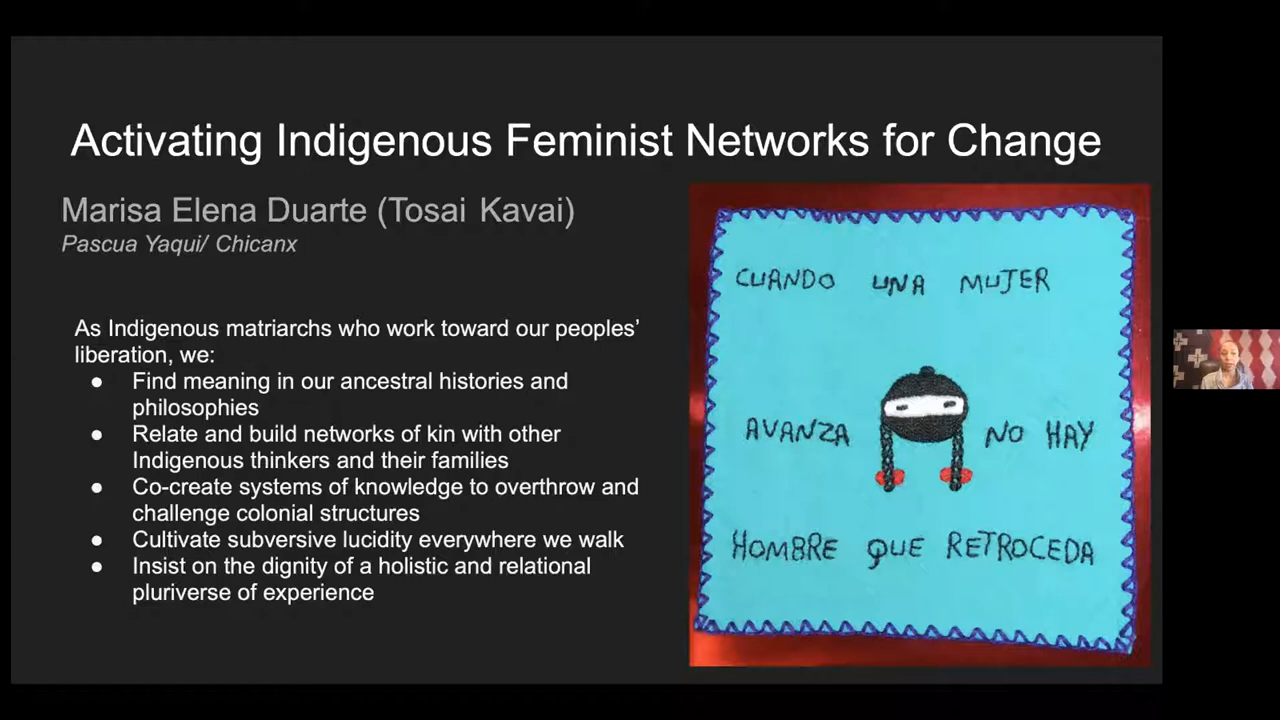 Activating Indigenous Feminist Networks for Change
Marisa Elena Duarte (Tosai Kavai)
Pascua Yaqui/ Chicanx
As Indigenous matriarchs who work toward our peoples’
liberation, we:
● Find meaning in our ancestral histories and
philosophies
● Relate and build networks of kin with other
Indigenous thinkers and their families
● Co-create systems of knowledge to overthrow and
challenge colonial structures
● Cultivate subversive lucidity everywhere we walk
● Insist on the dignity of a holistic and relational
pluriverse of experience
CUANDO UNA MUJER
AVANZA NO HAY
HOMBRE QUE RETROCEDA